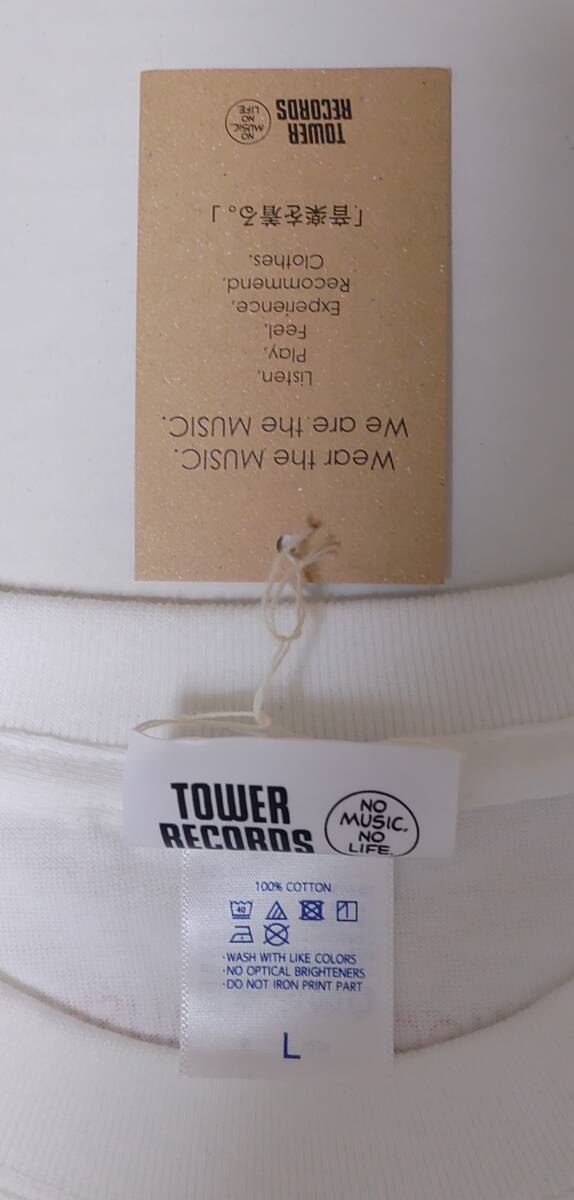 Wear the MUSIC.
We are the MUSIC.
Listen,
Play,
Feel,
Experience,
Recommend,
Clothes.
「音楽を着る。」
TOWER
RECORDS
NO
MUSIC.
NO
LIFE
TOWER
RECORDS
NO
MUSIC.
NO
LIFE.
100% COTTON
40
·WASH WITH LIKE COLORS
·NO OPTICAL BRIGHTENERS
·DO NOT IRON PRINT PART
L